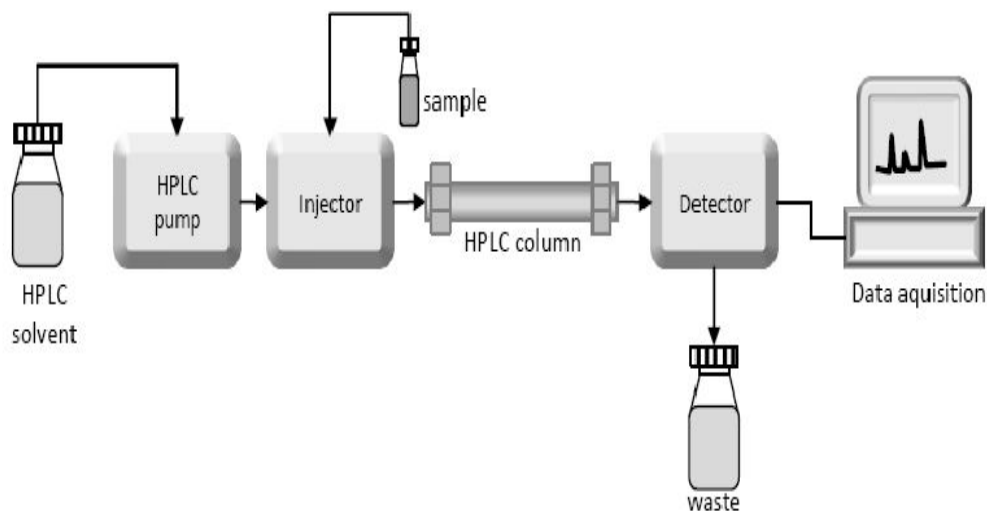 sample
HPLC
pump
Injector
Detector
HPLC column
HPLC
solvent
Data aquisition
waste